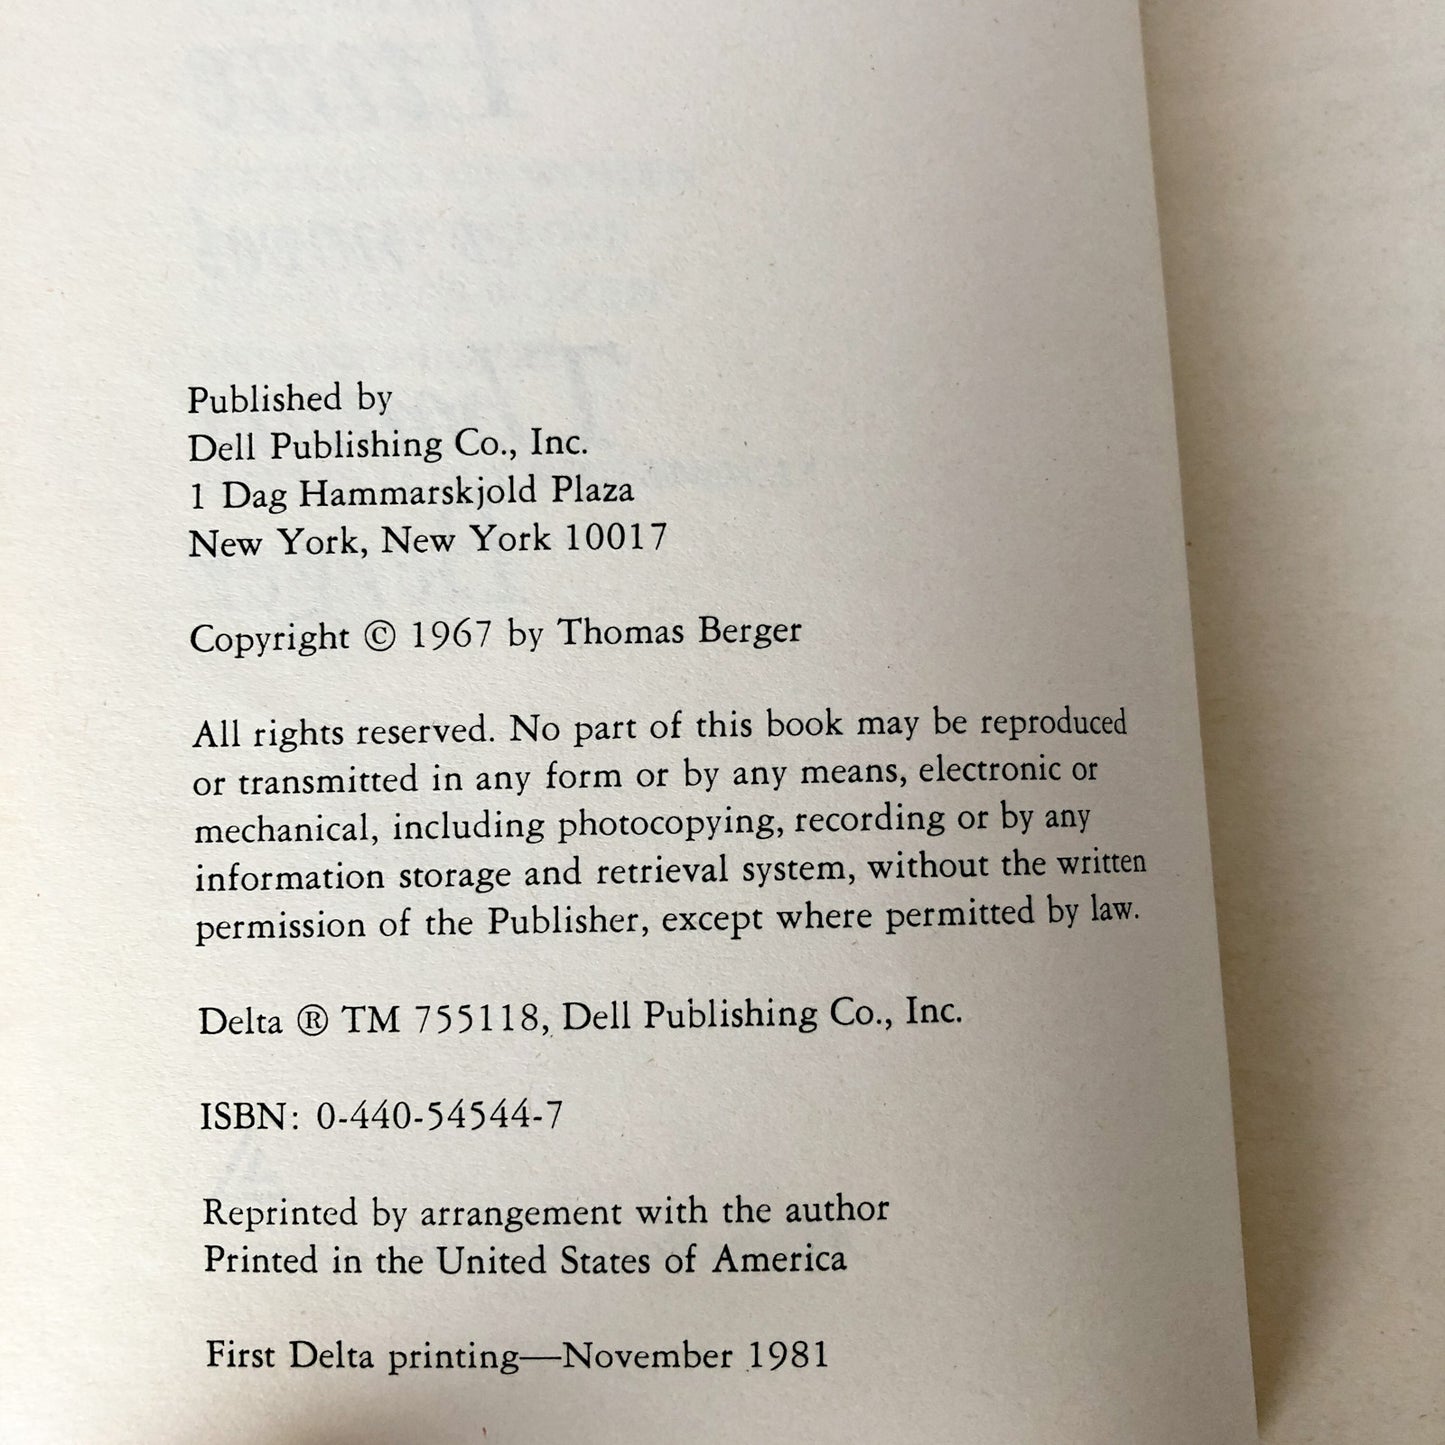 Published by
Dell Publishing Co., Inc.
1 Dag Hammarskjold Plaza
New York, New York 10017
Copyright © 1967 by Thomas Berger
All rights reserved. No part of this book may be reproduced
or transmitted in any form or by any means, electronic or
mechanical, including photocopying, recording or by any
information storage and retrieval system, without the written
permission of the Publisher, except where permitted by law.
Delta ® TM 755118, Dell Publishing Co., Inc.
ISBN: 0-440-54544-7
Reprinted by arrangement with the author
Printed in the United States of America
First Delta printing—November 1981